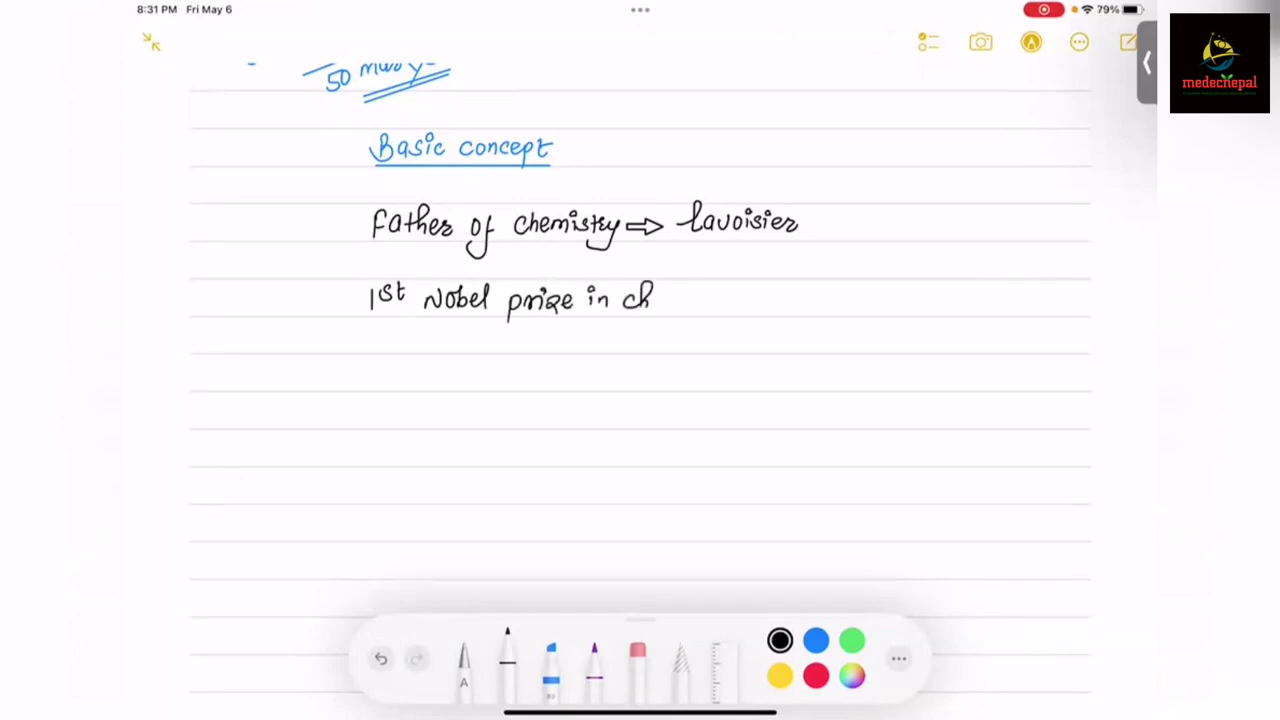 8:31 PM Fri May 6
79%
medecnepal
50
Basic concept
Father of chemistry ⇒ lavoisier
1st Nobel prize in ch
A